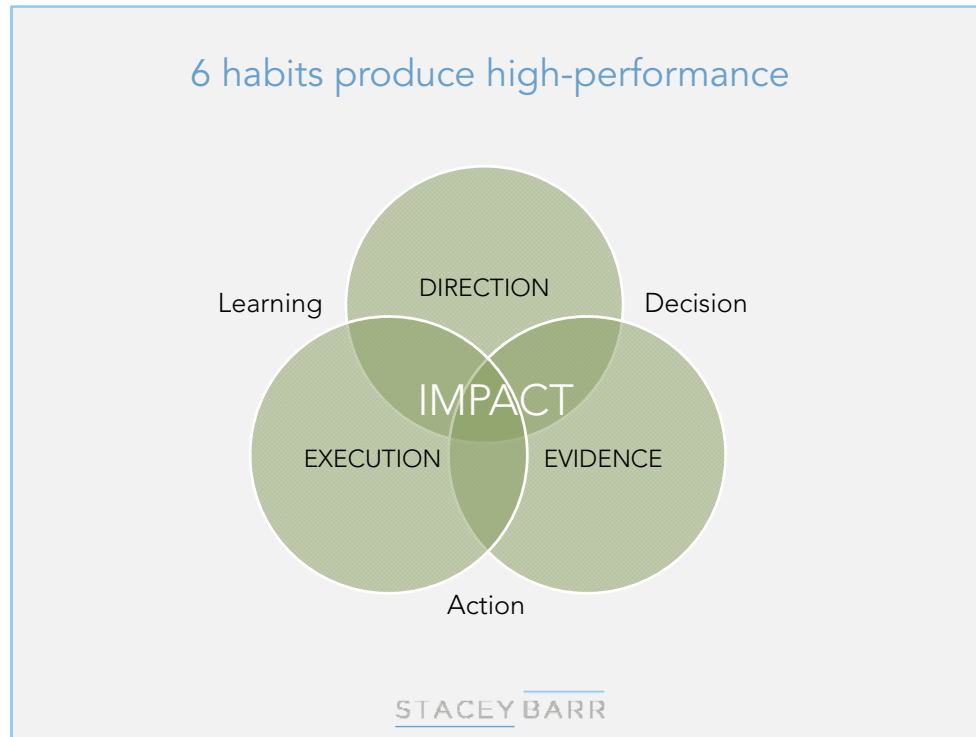 6 habits produce high-performance
DIRECTION
Learning
Decision
IMPACT
EXECUTION
EVIDENCE
Action
STACEY BARR